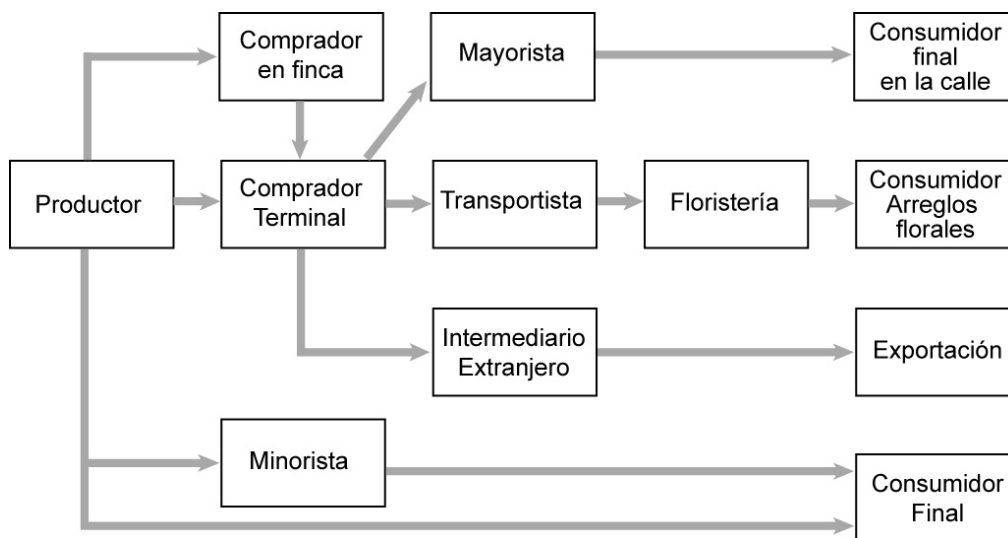 Comprador
en finca
Mayorista
Consumidor
final
en la calle
Productor
Comprador
Terminal
Transportista
Floristería
Consumidor
Arreglos
florales
Intermediario
Extranjero
Exportación
Minorista
Consumidor
Final